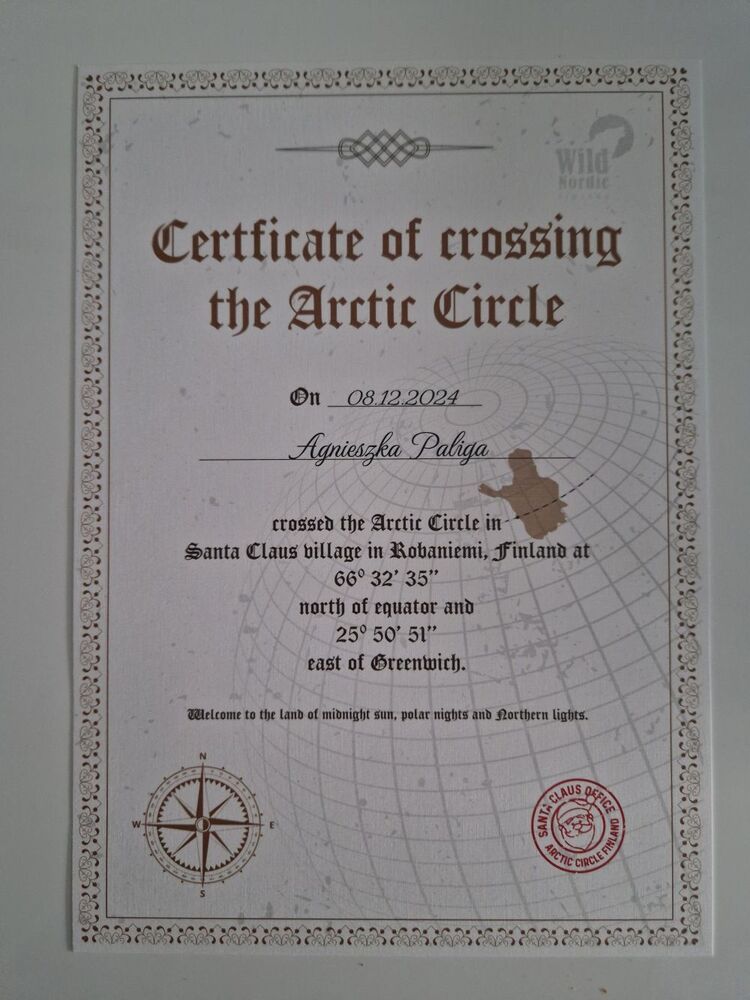 Wild
Nordic
Certficate of crossing
the Arctic Circle
On 08.12.2024
Agnieszka Paliga
crossed the Arctic Circle in
Santa Claus village in Robaniemi, Finland at
66° 32' 35"
north of equator and
25° 50' 51"
east of Greenwich.
Welcome to the land of midnight sun, polar nights and Northern lights.
N
W
E
S
SANTA CLAUS OFFICE
ARCTIC CIRCLE FINLAND